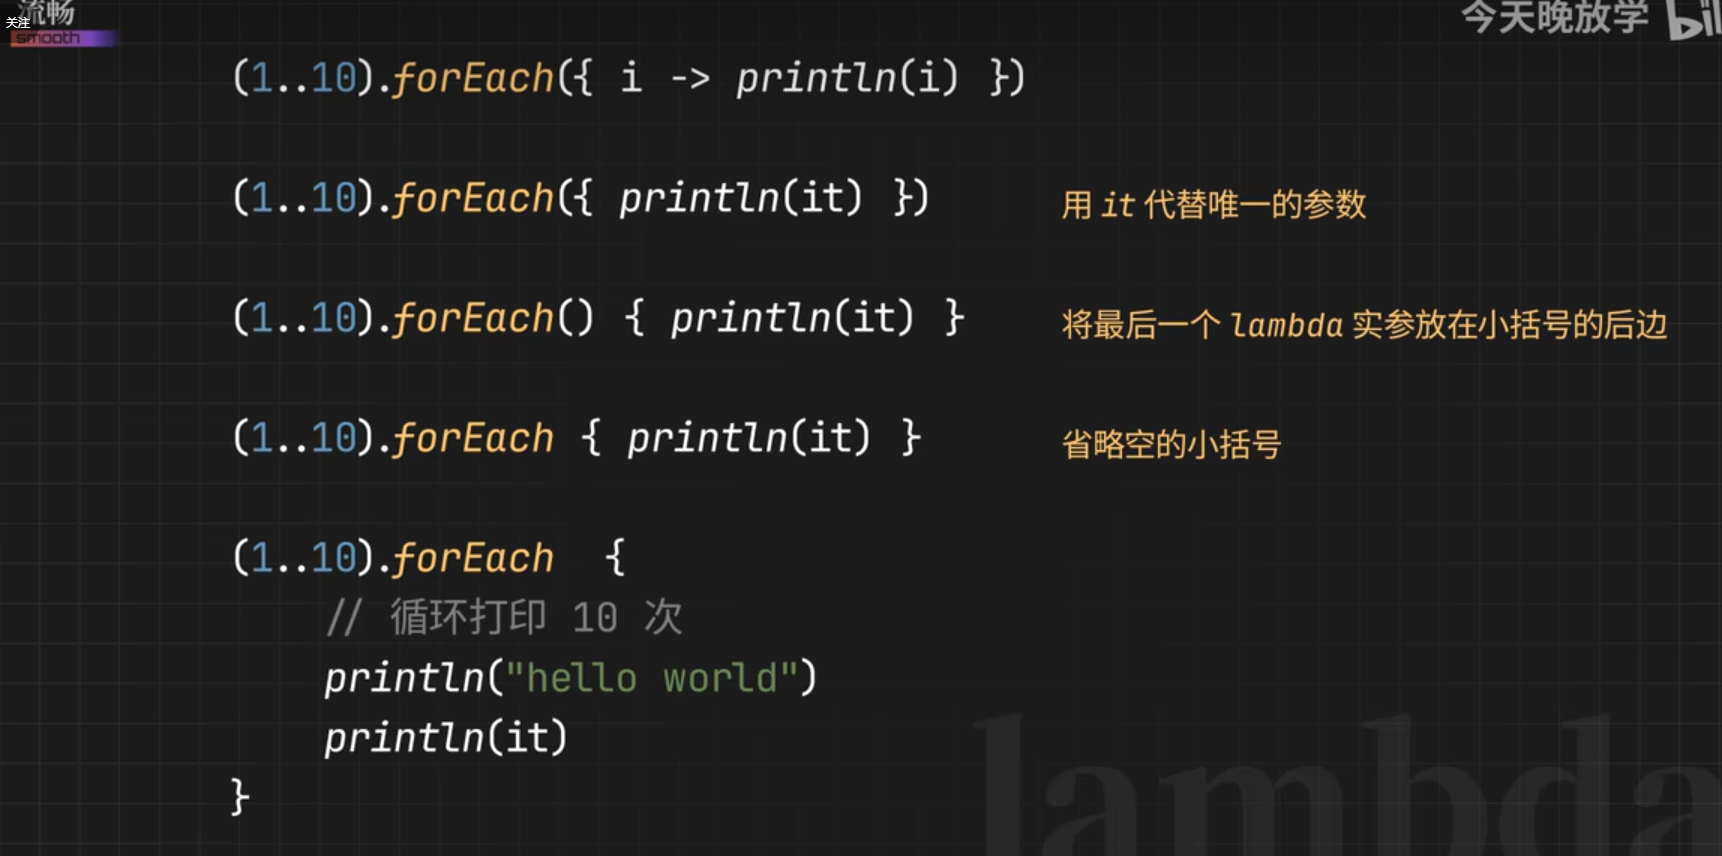 流畅
关注
smooth
今天晚放学 bil
(1..10).forEach({ i -> println(i) })
(1..10).forEach({ println(it) })
用 it 代替唯一的参数
(1..10).forEach() { println(it) }
将最后一个 lambda 实参放在小括号的后边
(1..10).forEach { println(it) }
省略空的小括号
(1..10).forEach  {
// 循环打印 10 次
println("hello world")
println(it)
}
lambda